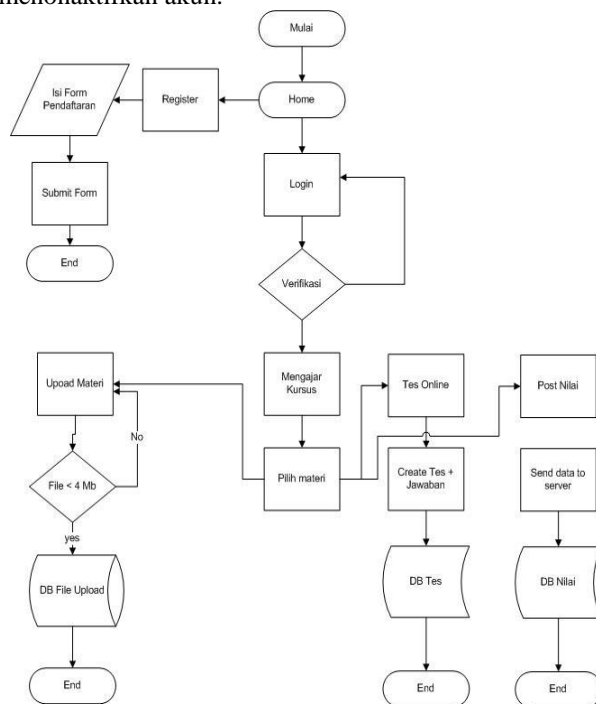 menonaktifkan akun.
Mulai
Isi Form
Pendaftaran
Register
Home
Submit Form
Login
End
Verifikasi
Upoad Materi
Mengajar
Kursus
Tes Online
Post Nilai
No
File < 4 Mb
Pilih materi
Create Tes +
Jawaban
Send data to
server
yes
DB File Upload
DB Tes
DB Nilai
End
End
End